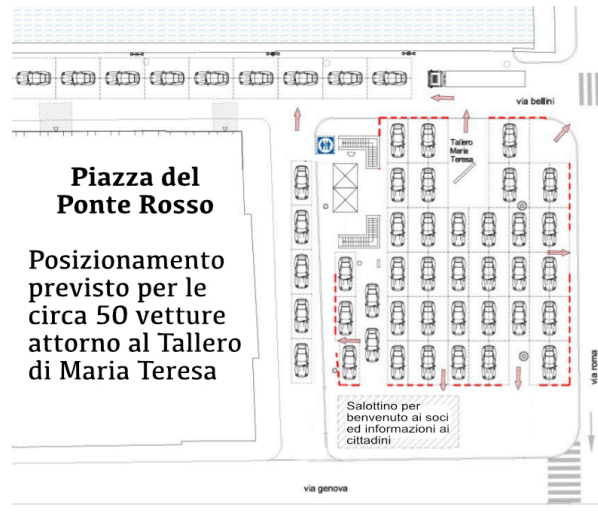 via bellini
Tallero
Maria
Teresa
Piazza del
Ponte Rosso
Posizionamento
previsto per le
circa 50 vetture
attorno al Tallero
di Maria Teresa
via roma
Salottino per
benvenuto ai soci
ed informazioni ai
cittadini
via genova